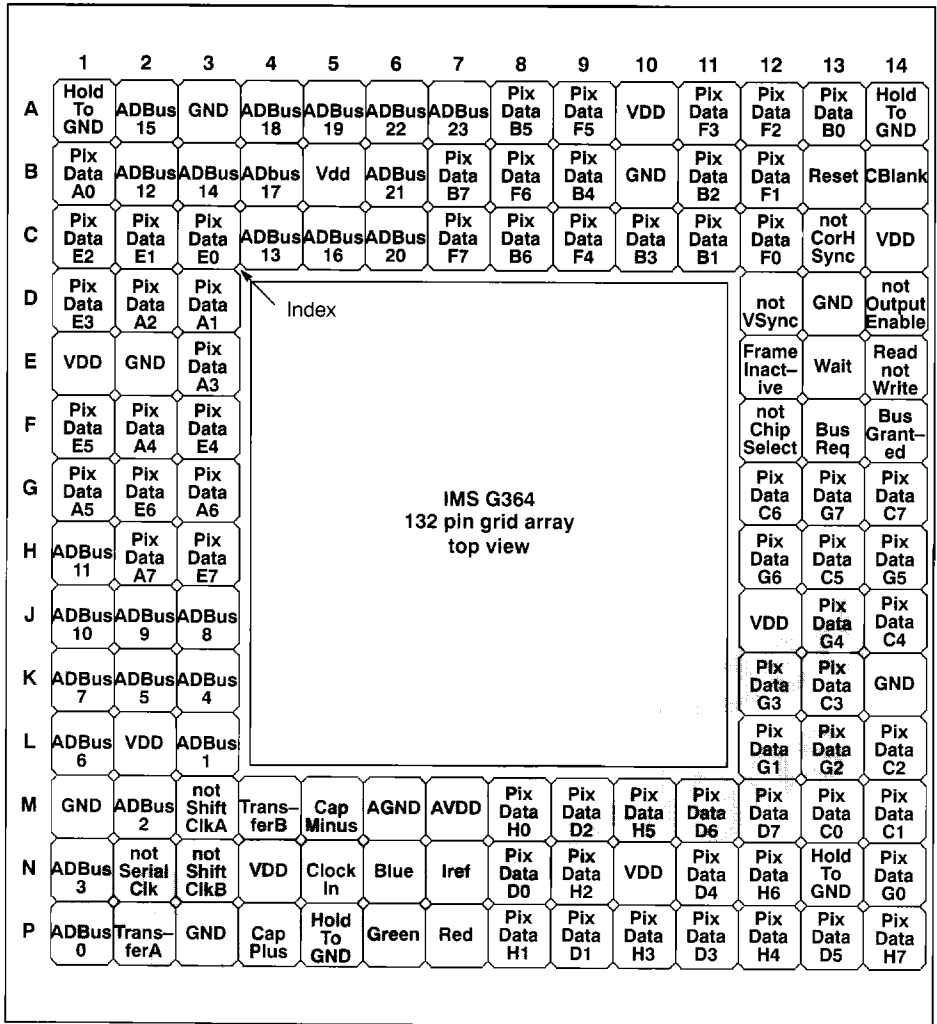 1 2 3 4 5 6 7 8 9 10 11 12 13 14
A Hold To GND ADBus 15 GND ADBus 18 ADBus 19 ADBus 22 ADBus 23 Pix Data B5 Pix Data F5 VDD Pix Data F3 Pix Data F2 Pix Data B0 Hold To GND
B Pix Data A0 ADBus 12 ADBus 14 ADbus 17 Vdd ADBus 21 Pix Data B7 Pix Data F6 Pix Data B4 GND Pix Data B2 Pix Data F1 Reset CBlank
C Pix Data E2 Pix Data E1 Pix Data E0 ADBus 13 ADBus 16 ADBus 20 Pix Data F7 Pix Data B6 Pix Data F4 Pix Data B3 Pix Data B1 Pix Data F0 not CorH Sync VDD
D Pix Data E3 Pix Data A2 Pix Data A1 Index not VSync GND not Output Enable
E VDD GND Pix Data A3 Frame Inact– ive Wait Read not Write
F Pix Data E5 Pix Data A4 Pix Data E4 not Chip Select Bus Req Bus Grant– ed
G Pix Data A5 Pix Data E6 Pix Data A6 Pix Data C6 Pix Data G7 Pix Data C7
IMS G364
132 pin grid array
top view
H ADBus 11 Pix Data A7 Pix Data E7 Pix Data G6 Pix Data C5 Pix Data G5
J ADBus 10 ADBus 9 ADBus 8 VDD Pix Data G4 Pix Data C4
K ADBus 7 ADBus 5 ADBus 4 Pix Data G3 Pix Data C3 GND
L ADBus 6 VDD ADBus 1 Pix Data G1 Pix Data G2 Pix Data C2
M GND ADBus 2 not Shift ClkA Trans– ferB Cap Minus AGND AVDD Pix Data H0 Pix Data D2 Pix Data H5 Pix Data D6 Pix Data D7 Pix Data C0 Pix Data C1
N ADBus 3 not Serial Clk not Shift ClkB VDD Clock In Blue Iref Pix Data D0 Pix Data H2 VDD Pix Data D4 Pix Data H6 Hold To GND Pix Data G0
P ADBus 0 Trans– ferA GND Cap Plus Hold To GND Green Red Pix Data H1 Pix Data D1 Pix Data H3 Pix Data D3 Pix Data H4 Pix Data D5 Pix Data H7